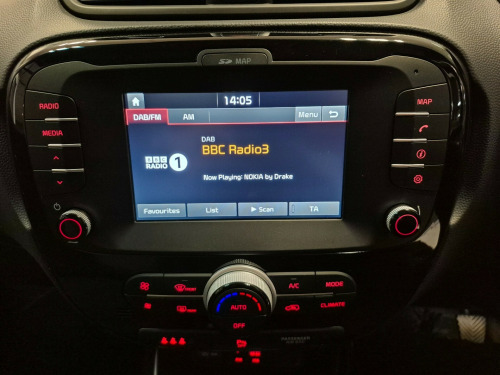 SD MAP
14:05
RADIO
MEDIA
MAP
DAB/FM AM Menu
DAB
BBC Radio3
BBC RADIO 1
Now Playing: NOKIA by Drake
Favourites List Scan TA
A/C MODE
AUTO
CLIMATE
OFF
PASSENGER